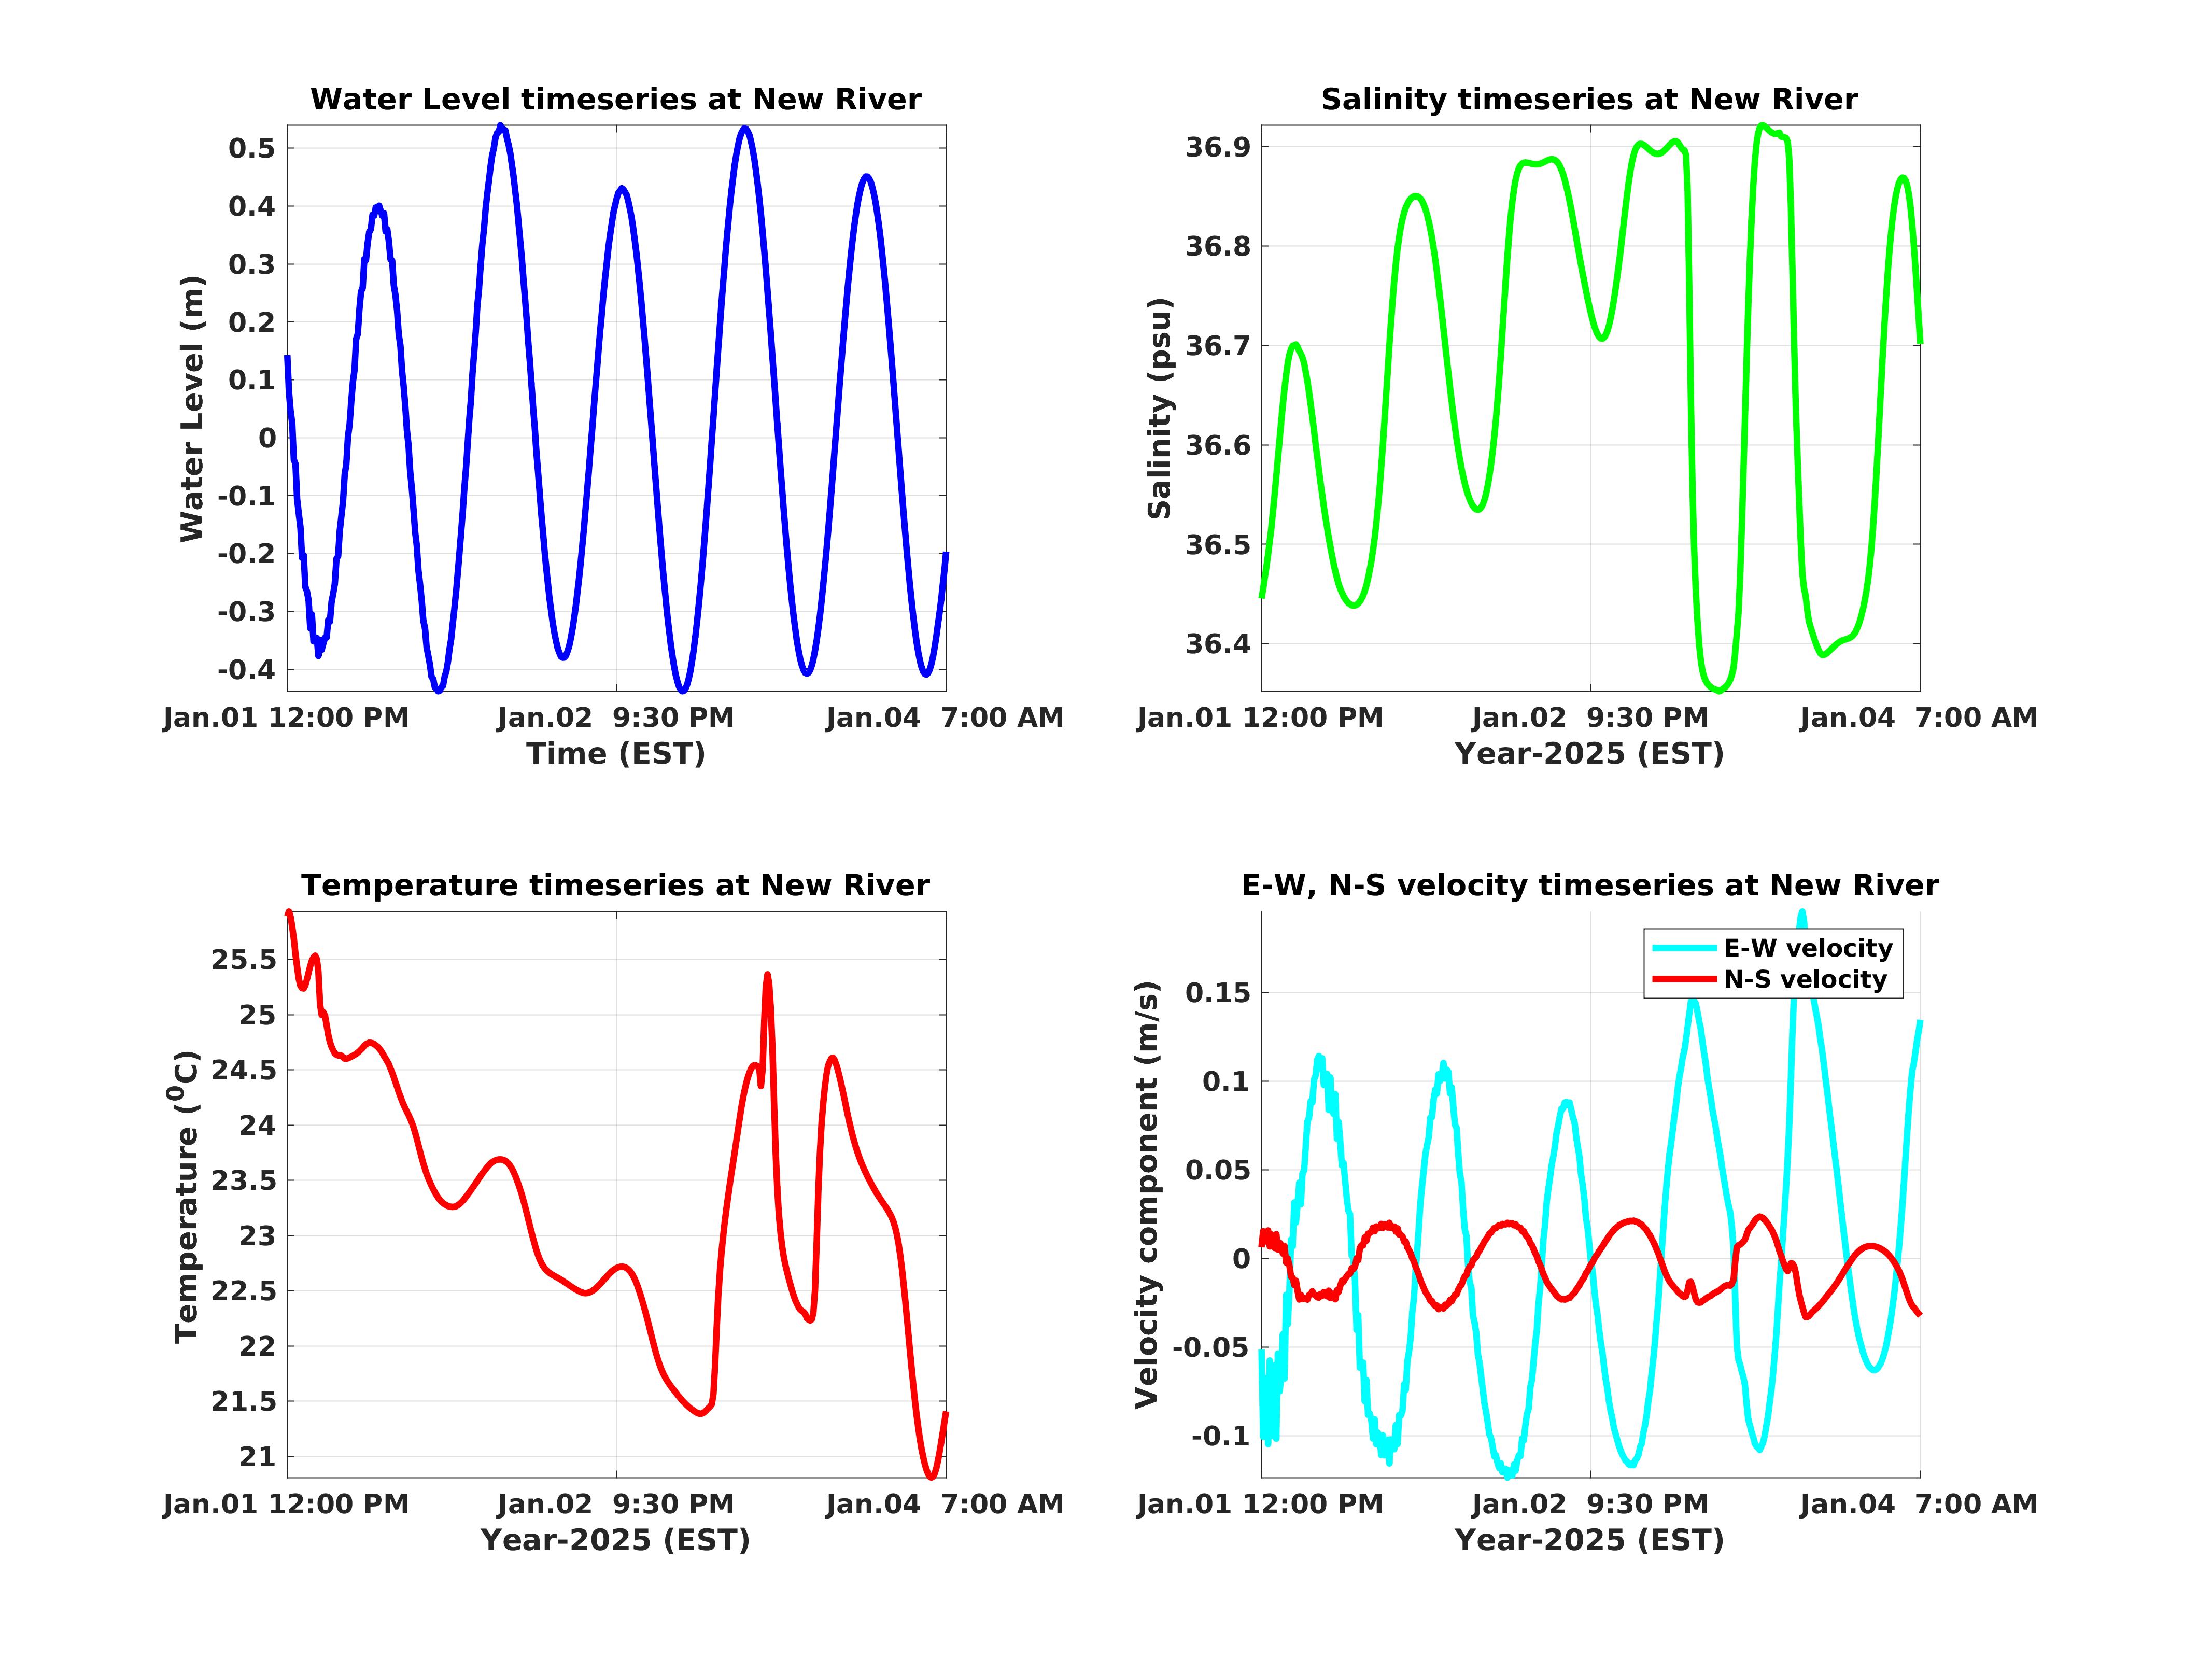 Water Level timeseries at New River
Water Level (m)
0.5
0.4
0.3
0.2
0.1
0
-0.1
-0.2
-0.3
-0.4
Jan.01 12:00 PM
Jan.02  9:30 PM
Jan.04  7:00 AM
Time (EST)
Salinity timeseries at New River
Salinity (psu)
36.9
36.8
36.7
36.6
36.5
36.4
Jan.01 12:00 PM
Jan.02  9:30 PM
Jan.04  7:00 AM
Year-2025 (EST)
Temperature timeseries at New River
Temperature (⁰C)
25.5
25
24.5
24
23.5
23
22.5
22
21.5
21
Jan.01 12:00 PM
Jan.02  9:30 PM
Jan.04  7:00 AM
Year-2025 (EST)
E-W, N-S velocity timeseries at New River
Velocity component (m/s)
0.15
0.1
0.05
0
-0.05
-0.1
E-W velocity
N-S velocity
Jan.01 12:00 PM
Jan.02  9:30 PM
Jan.04  7:00 AM
Year-2025 (EST)